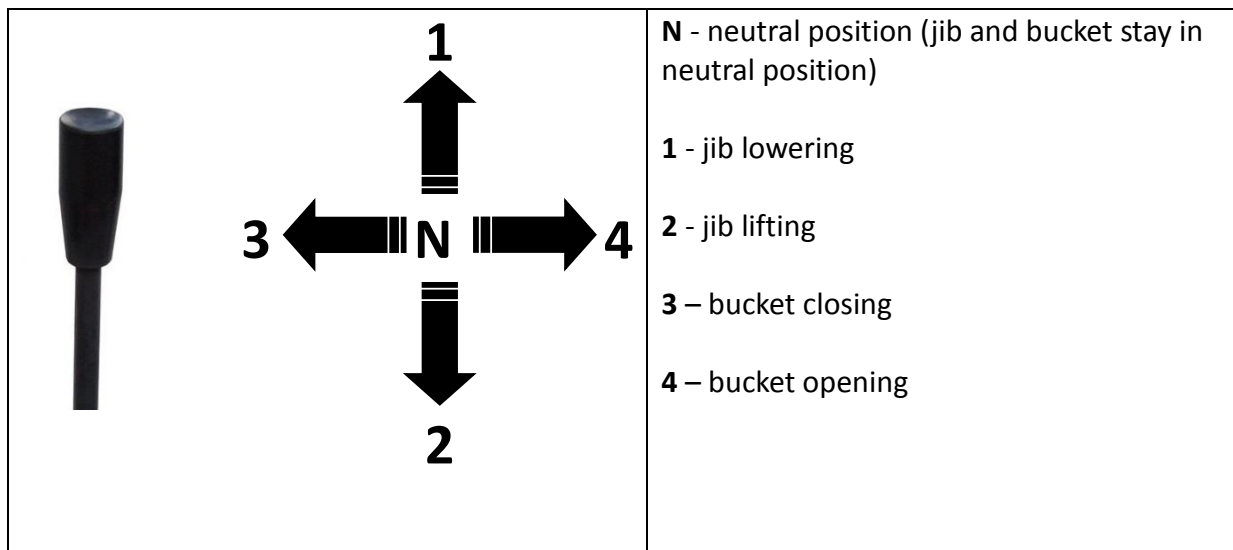 1
3 N 4
2
N - neutral position (jib and bucket stay in
neutral position)
1 - jib lowering
2 - jib lifting
3 – bucket closing
4 – bucket opening